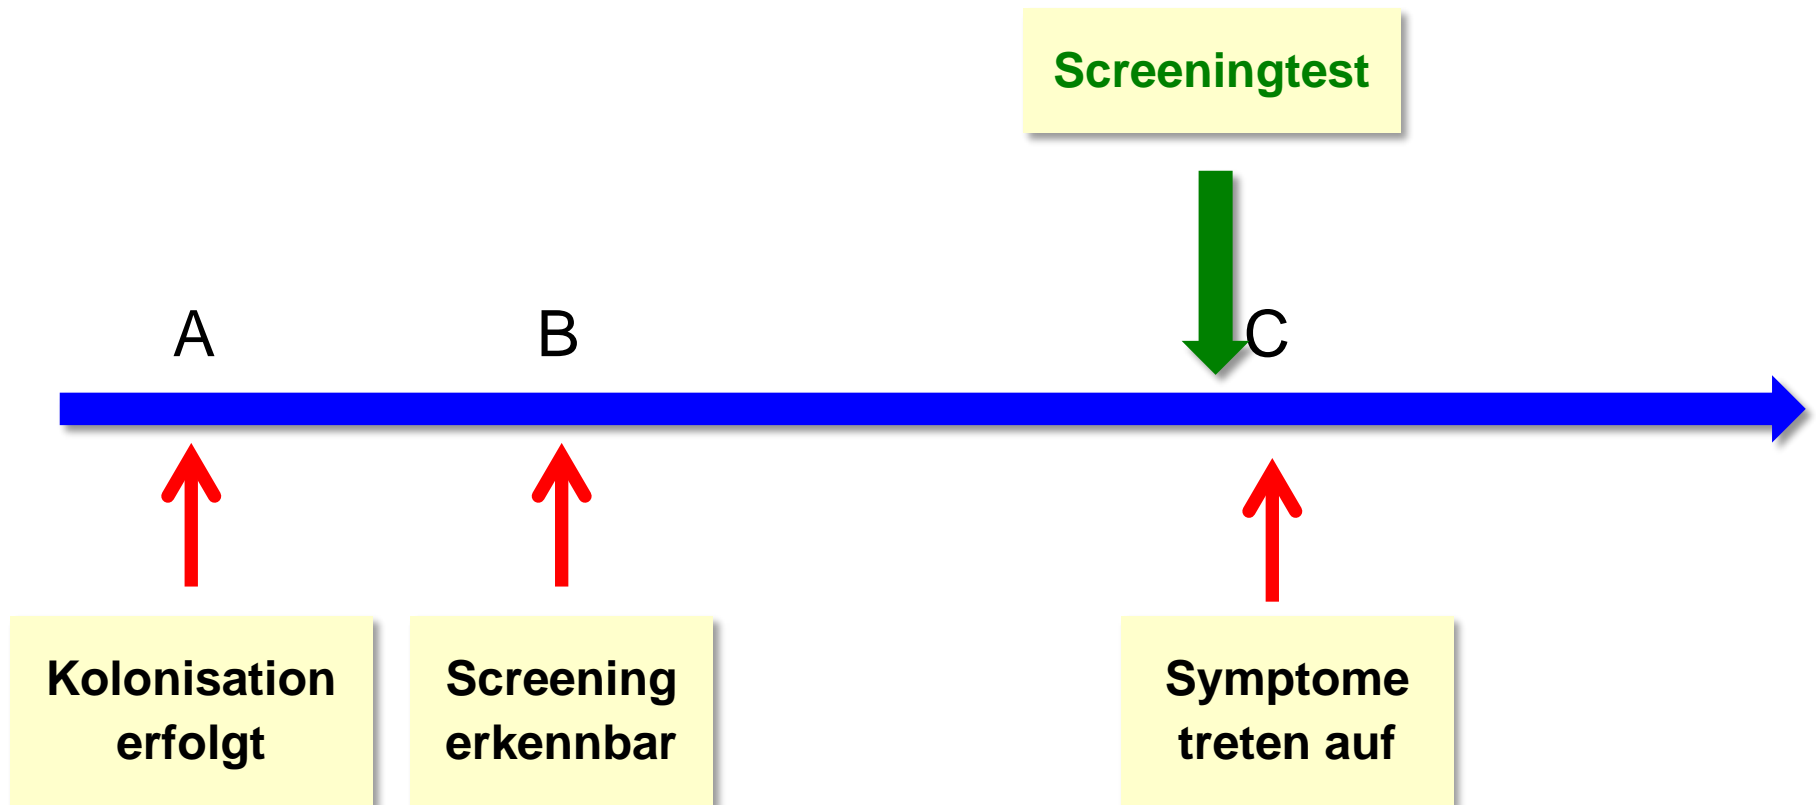 Screeningtest
A
B
C
Kolonisation
erfolgt
Screening
erkennbar
Symptome
treten auf